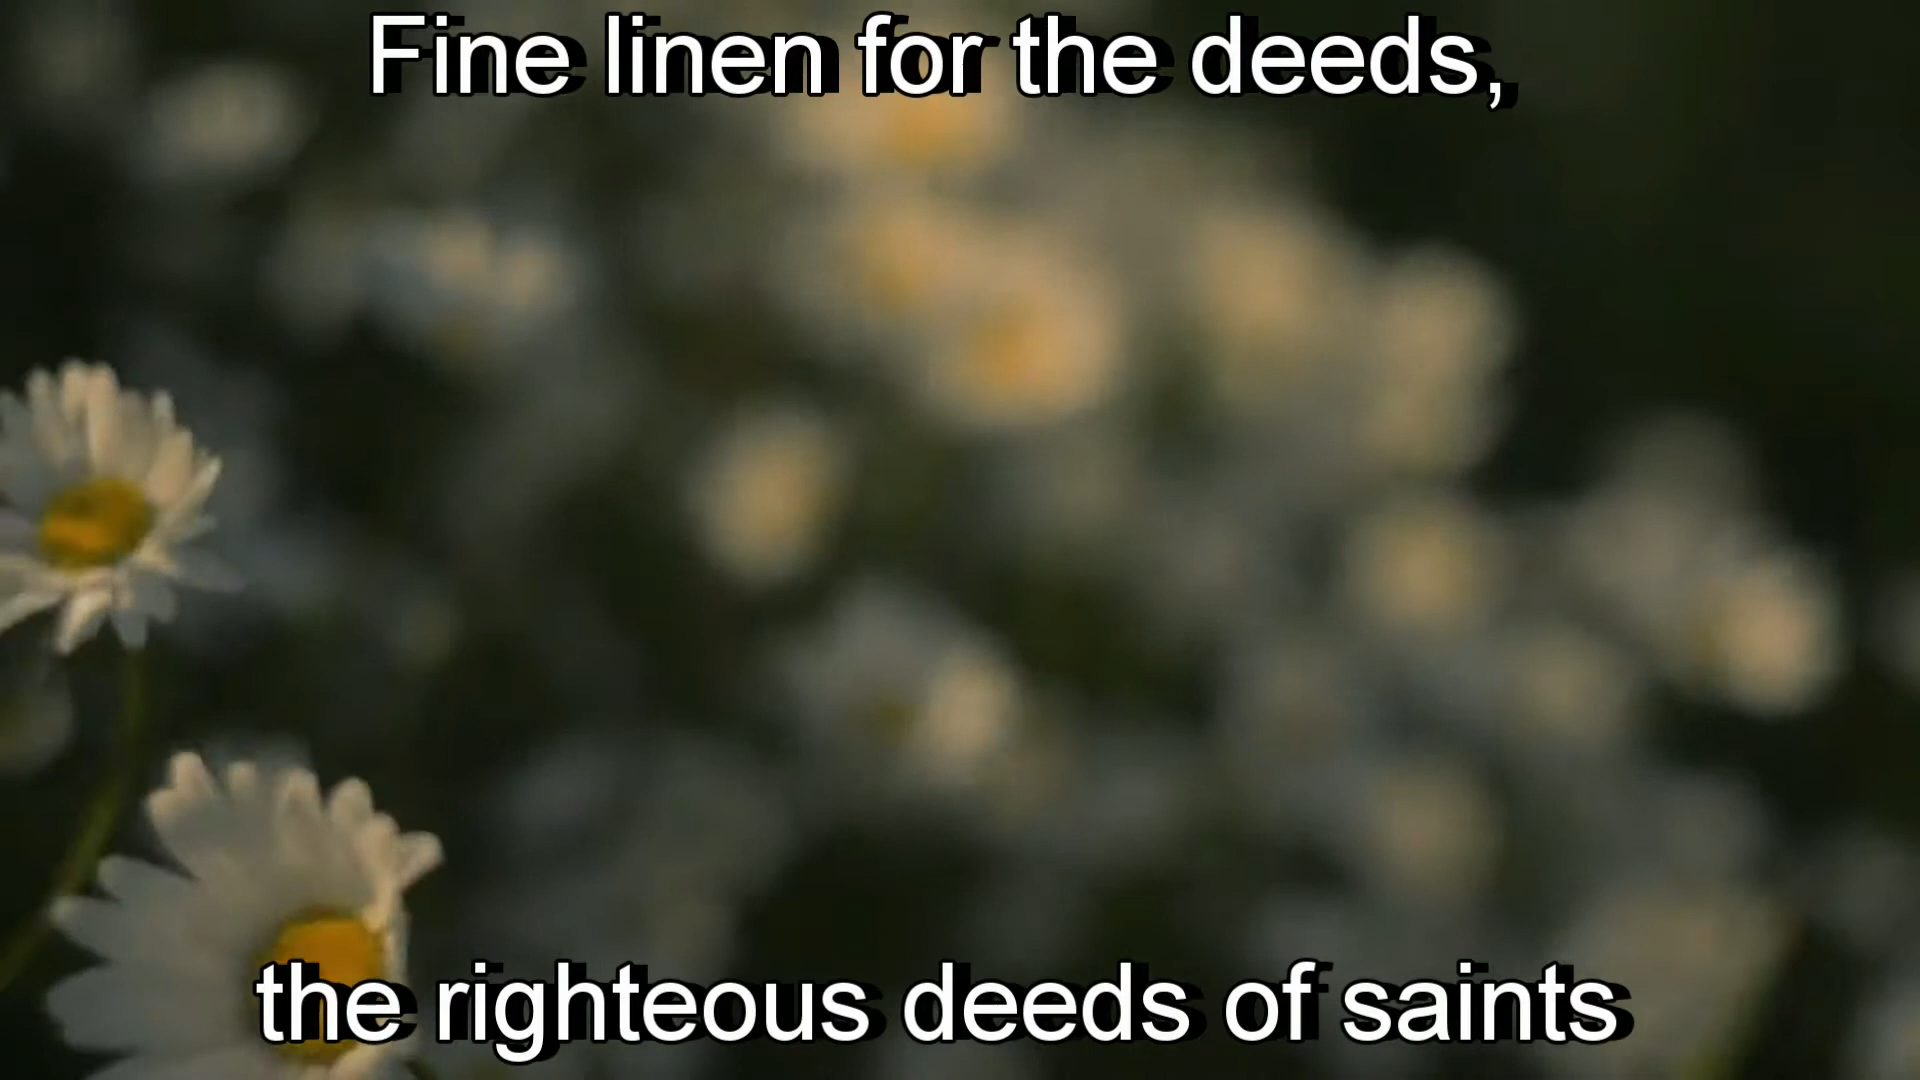 Fine linen for the deeds,
the righteous deeds of saints